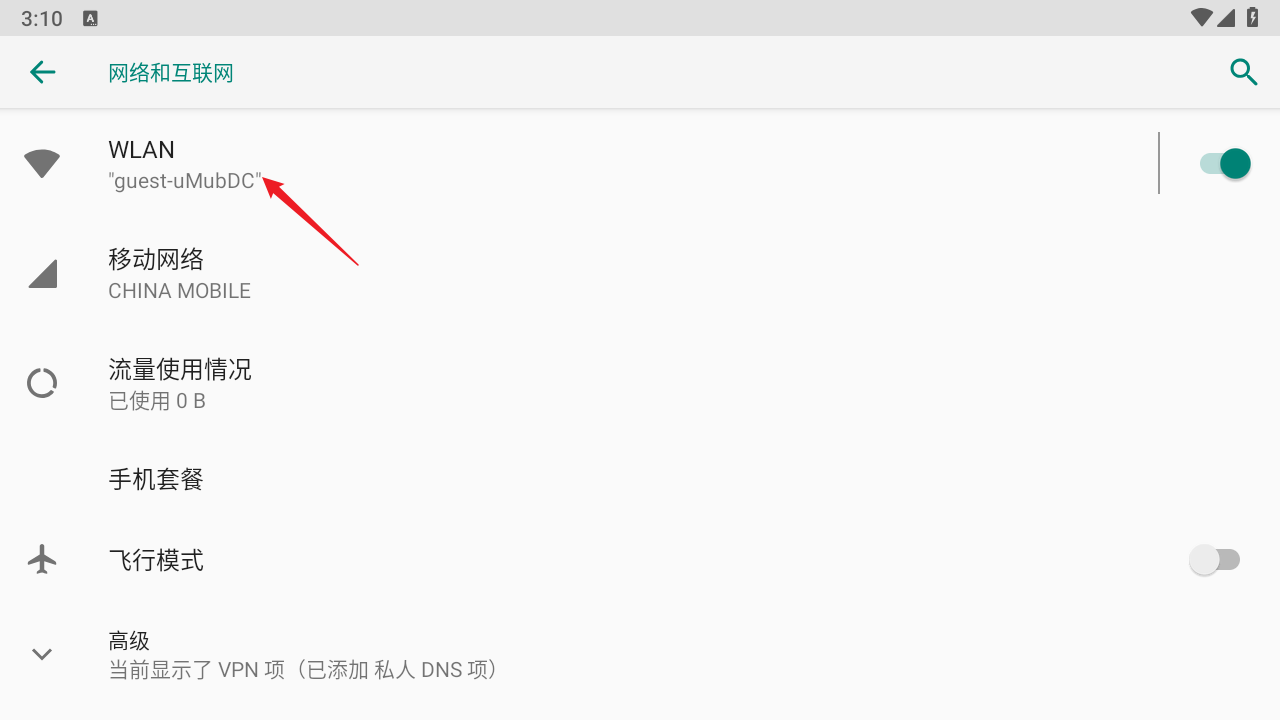 3:10
A
网络和互联网
WLAN
"guest-uMubDC"
移动网络
CHINA MOBILE
流量使用情况
已使用 0 B
手机套餐
飞行模式
高级
当前显示了 VPN 项（已添加 私人 DNS 项）